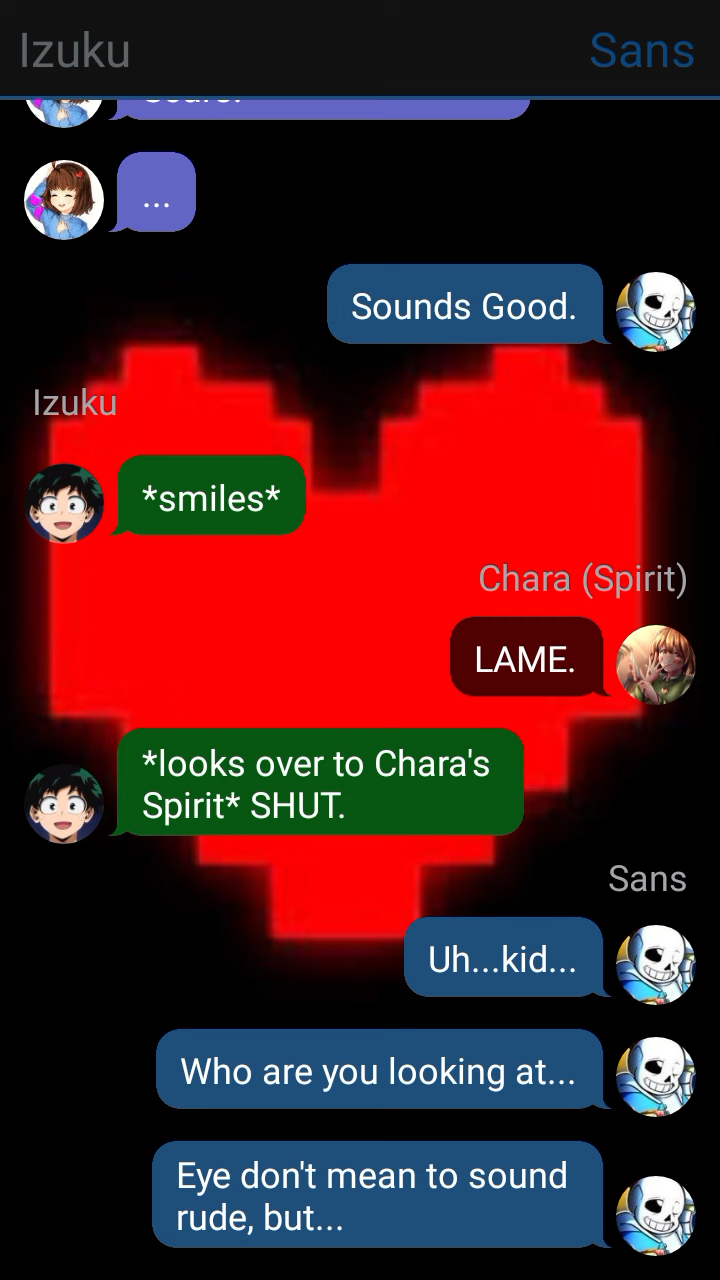 Izuku
Sans
...
Sounds Good.
Izuku
*smiles*
Chara (Spirit)
LAME.
*looks over to Chara's
Spirit* SHUT.
Sans
Uh...kid...
Who are you looking at...
Eye don't mean to sound
rude, but...